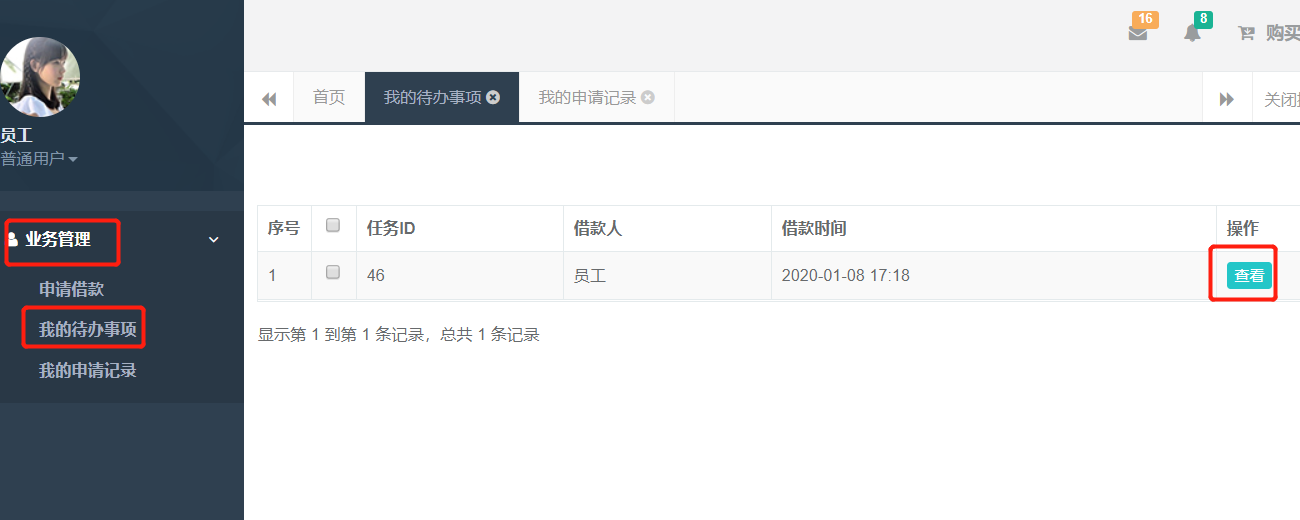 16
8
购买
员工
普通用户
首页
我的待办事项
我的申请记录
业务管理
申请借款
我的待办事项
我的申请记录
序号 任务ID 借款人 借款时间 操作
1 46 员工 2020-01-08 17:18 查看
显示第 1 到第 1 条记录，总共 1 条记录
关闭